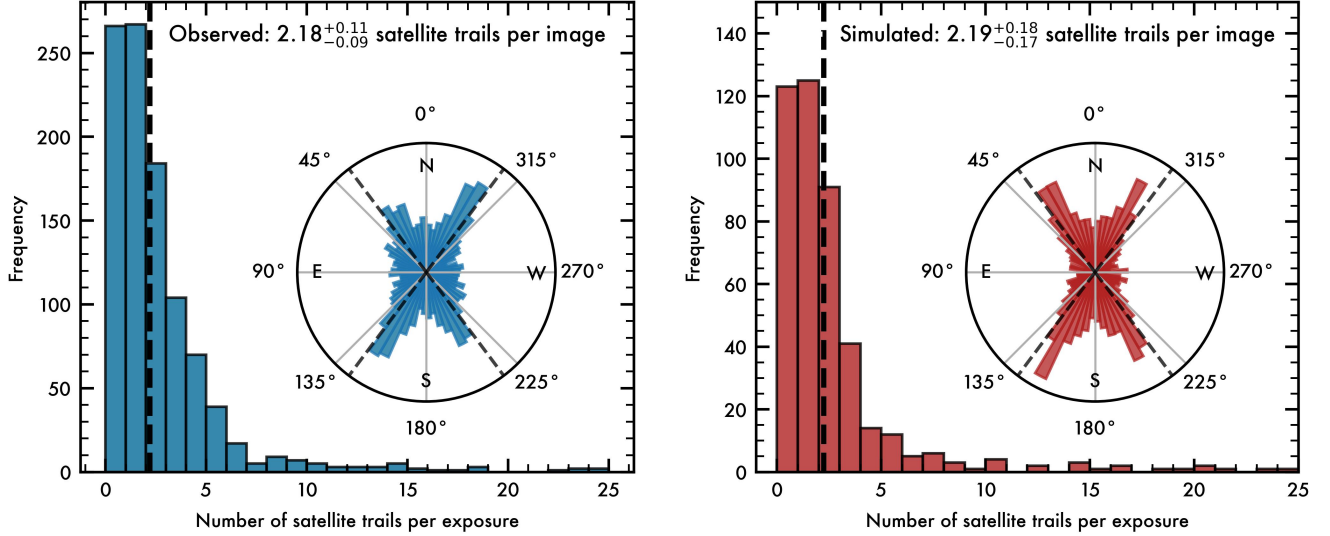 Observed: 2.18 +0.11 −0.09 satellite trails per image
250
200
150
100
50
0
Frequency
0°
45°
315°
N
90°
E
W
270°
135°
S
225°
180°
0 5 10 15 20 25
Number of satellite trails per exposure
Simulated: 2.19 +0.18 −0.17 satellite trails per image
140
120
100
80
60
40
20
0
Frequency
0°
45°
315°
N
90°
E
W
270°
135°
S
225°
180°
0 5 10 15 20 25
Number of satellite trails per exposure